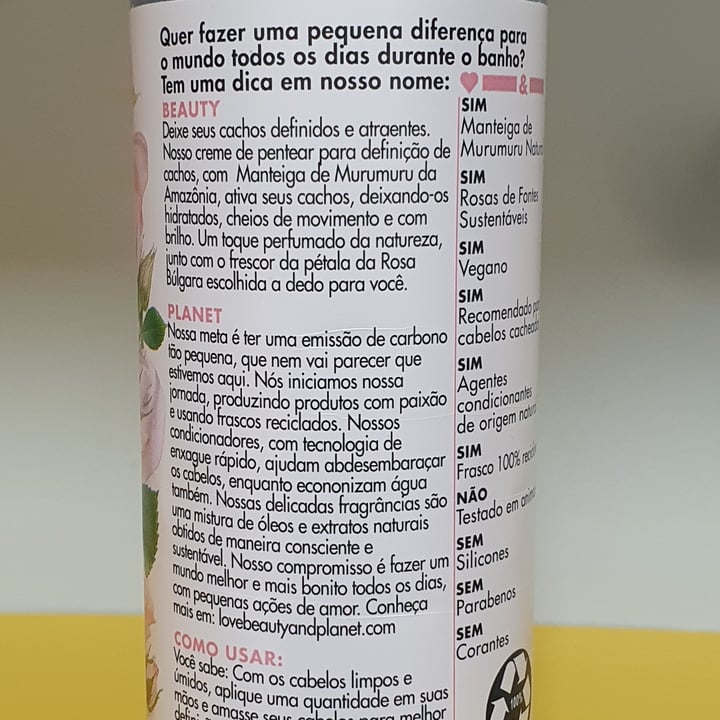 Quer fazer uma pequena diferença para
o mundo todos os dias durante o banho?
Tem uma dica em nosso nome:
&
BEAUTY
Deixe seus cachos definidos e atraentes.
Nosso creme de pentear para definição de
cachos, com Manteiga de Murumuru da
Amazônia, ativa seus cachos, deixando-os
hidratados, cheios de movimento e com
brilho. Um toque perfumado da natureza,
junto com o frescor da pétala da Rosa
Búlgara escolhida a dedo para você.
PLANET
Nossa meta é ter uma emissão de carbono
tão pequena, que nem vai parecer que
estivemos aqui. Nós iniciamos nossa
jornada, produzindo produtos com paixão
e usando frascos reciclados. Nossos
condicionadores, com tecnologia de
enxague rápido, ajudam abdesembaraçar
os cabelos, enquanto econonizam água
também. Nossas delicadas fragrâncias são
uma mistura de óleos e extratos naturais
obtidos de maneira consciente e
sustentável. Nosso compromisso é fazer um
mundo melhor e mais bonito todos os dias,
com pequenas ações de amor. Conheça
mais em: lovebeautyandplanet.com
COMO USAR:
Você sabe: Com os cabelos limpos e
úmidos, aplique uma quantidade em suas
mãos e amasse seus cabelos para melhor
SIM
Manteiga de
Murumuru
SIM
Rosas de Fontes
Sustentáveis
SIM
Vegano
SIM
Recomendado
cabelos
SIM
Agentes
condicionantes
de origem
SIM
Frasco 100%
NÃO
Testado em
SEM
Silicones
SEM
Parabenos
SEM
Corantes